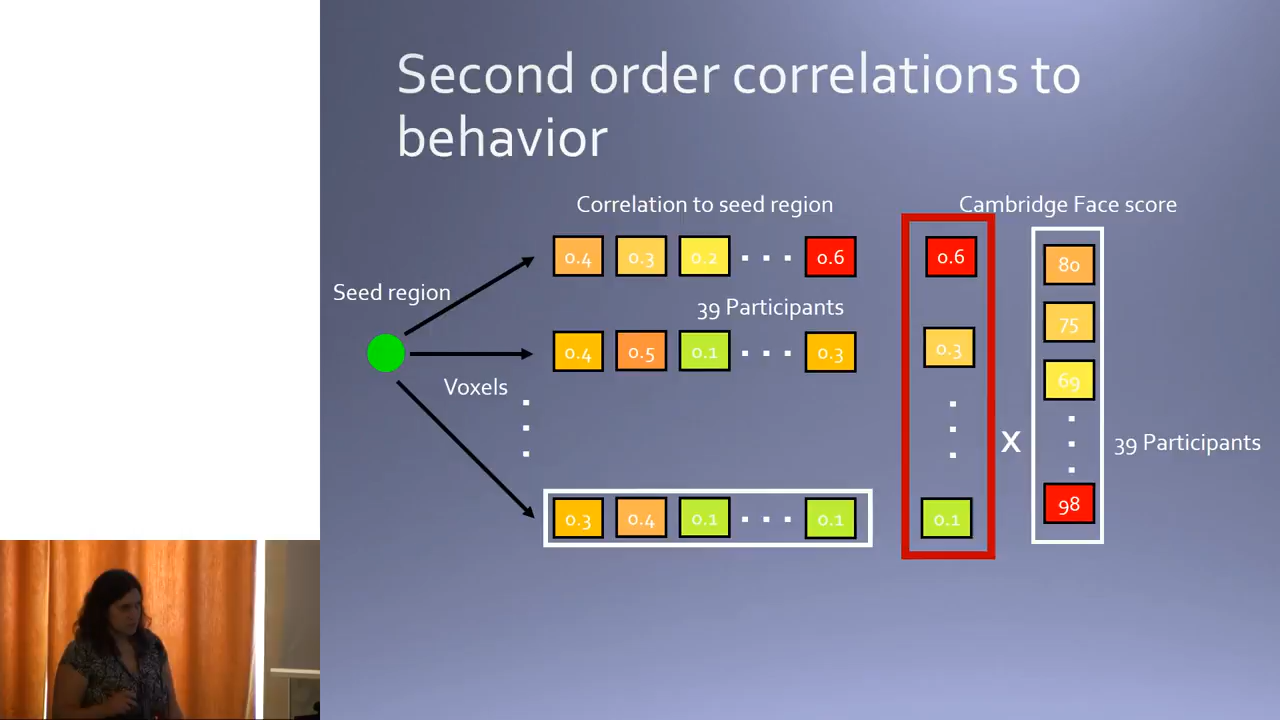 Second order correlations to
behavior
Correlation to seed region
Cambridge Face score
0.4 0.3 0.2 0.6 0.6 80
Seed region
39 Participants
75
0.4 0.5 0.1 0.3 0.3
Voxels
69
X 39 Participants
0.3 0.4 0.1 0.1 0.1 98